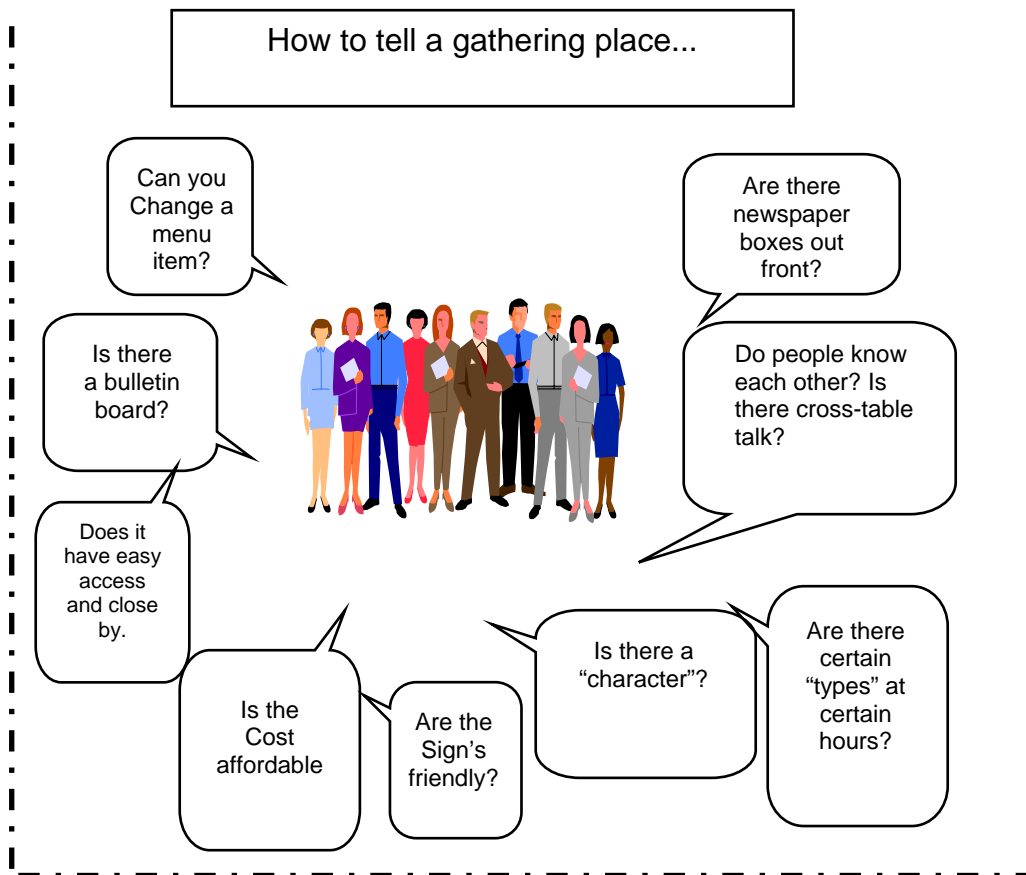 How to tell a gathering place...
Can you
Change a
menu
item?
Are there
newspaper
boxes out
front?
Is there
a bulletin
board?
Do people know
each other? Is
there cross-table
talk?
Does it
have easy
access
and close
by.
Is the
Cost
affordable
Are the
Sign’s
friendly?
Is there a
“character”?
Are there
certain
“types” at
certain
hours?